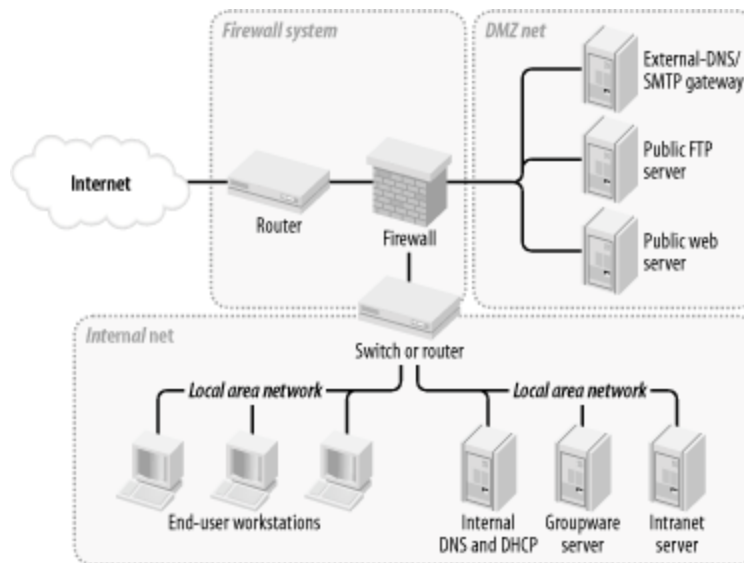 Firewall system
DMZ net
External-DNS/
SMTP gateway
Internet
Router
Firewall
Public FTP
server
Public web
server
Internal net
Switch or router
Local area network
Local area network
End-user workstations
Internal
DNS and DHCP
Groupware
server
Intranet
server